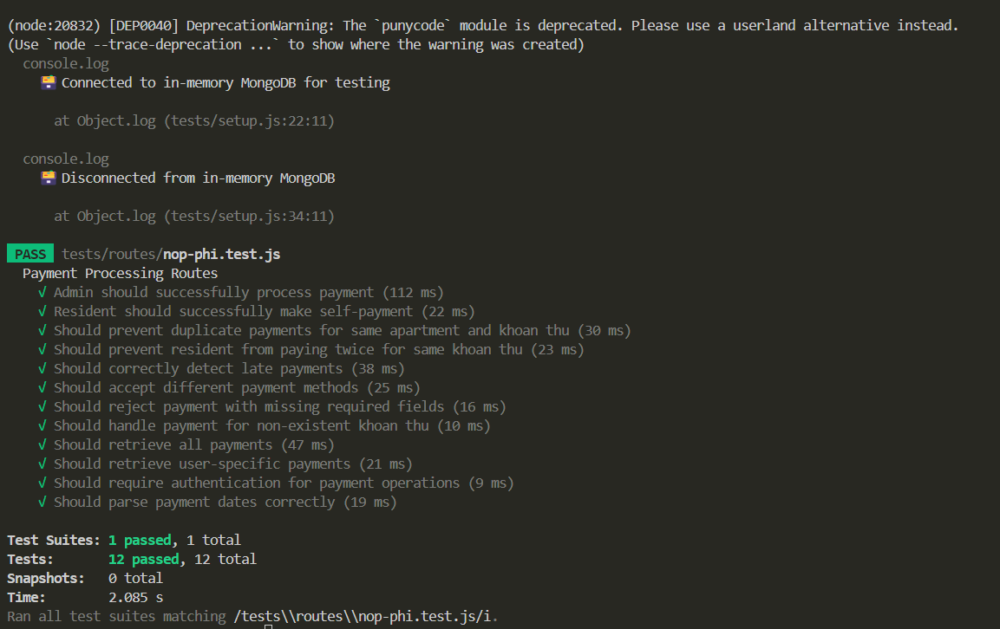 (node:20832) [DEP0040] DeprecationWarning: The `punycode` module is deprecated. Please use a userland alternative instead.
(Use `node --trace-deprecation ...` to show where the warning was created)
console.log
Connected to in-memory MongoDB for testing
at Object.log (tests/setup.js:22:11)
console.log
Disconnected from in-memory MongoDB
at Object.log (tests/setup.js:34:11)
PASS tests/routes/nop-phi.test.js
Payment Processing Routes
√ Admin should successfully process payment (112 ms)
√ Resident should successfully make self-payment (22 ms)
√ Should prevent duplicate payments for same apartment and khoan thu (30 ms)
√ Should prevent resident from paying twice for same khoan thu (23 ms)
√ Should correctly detect late payments (38 ms)
√ Should accept different payment methods (25 ms)
√ Should reject payment with missing required fields (16 ms)
√ Should handle payment for non-existent khoan thu (10 ms)
√ Should retrieve all payments (47 ms)
√ Should retrieve user-specific payments (21 ms)
√ Should require authentication for payment operations (9 ms)
√ Should parse payment dates correctly (19 ms)
Test Suites: 1 passed, 1 total
Tests: 12 passed, 12 total
Snapshots: 0 total
Time: 2.085 s
Ran all test suites matching /tests\\routes\\nop-phi.test.js/i.